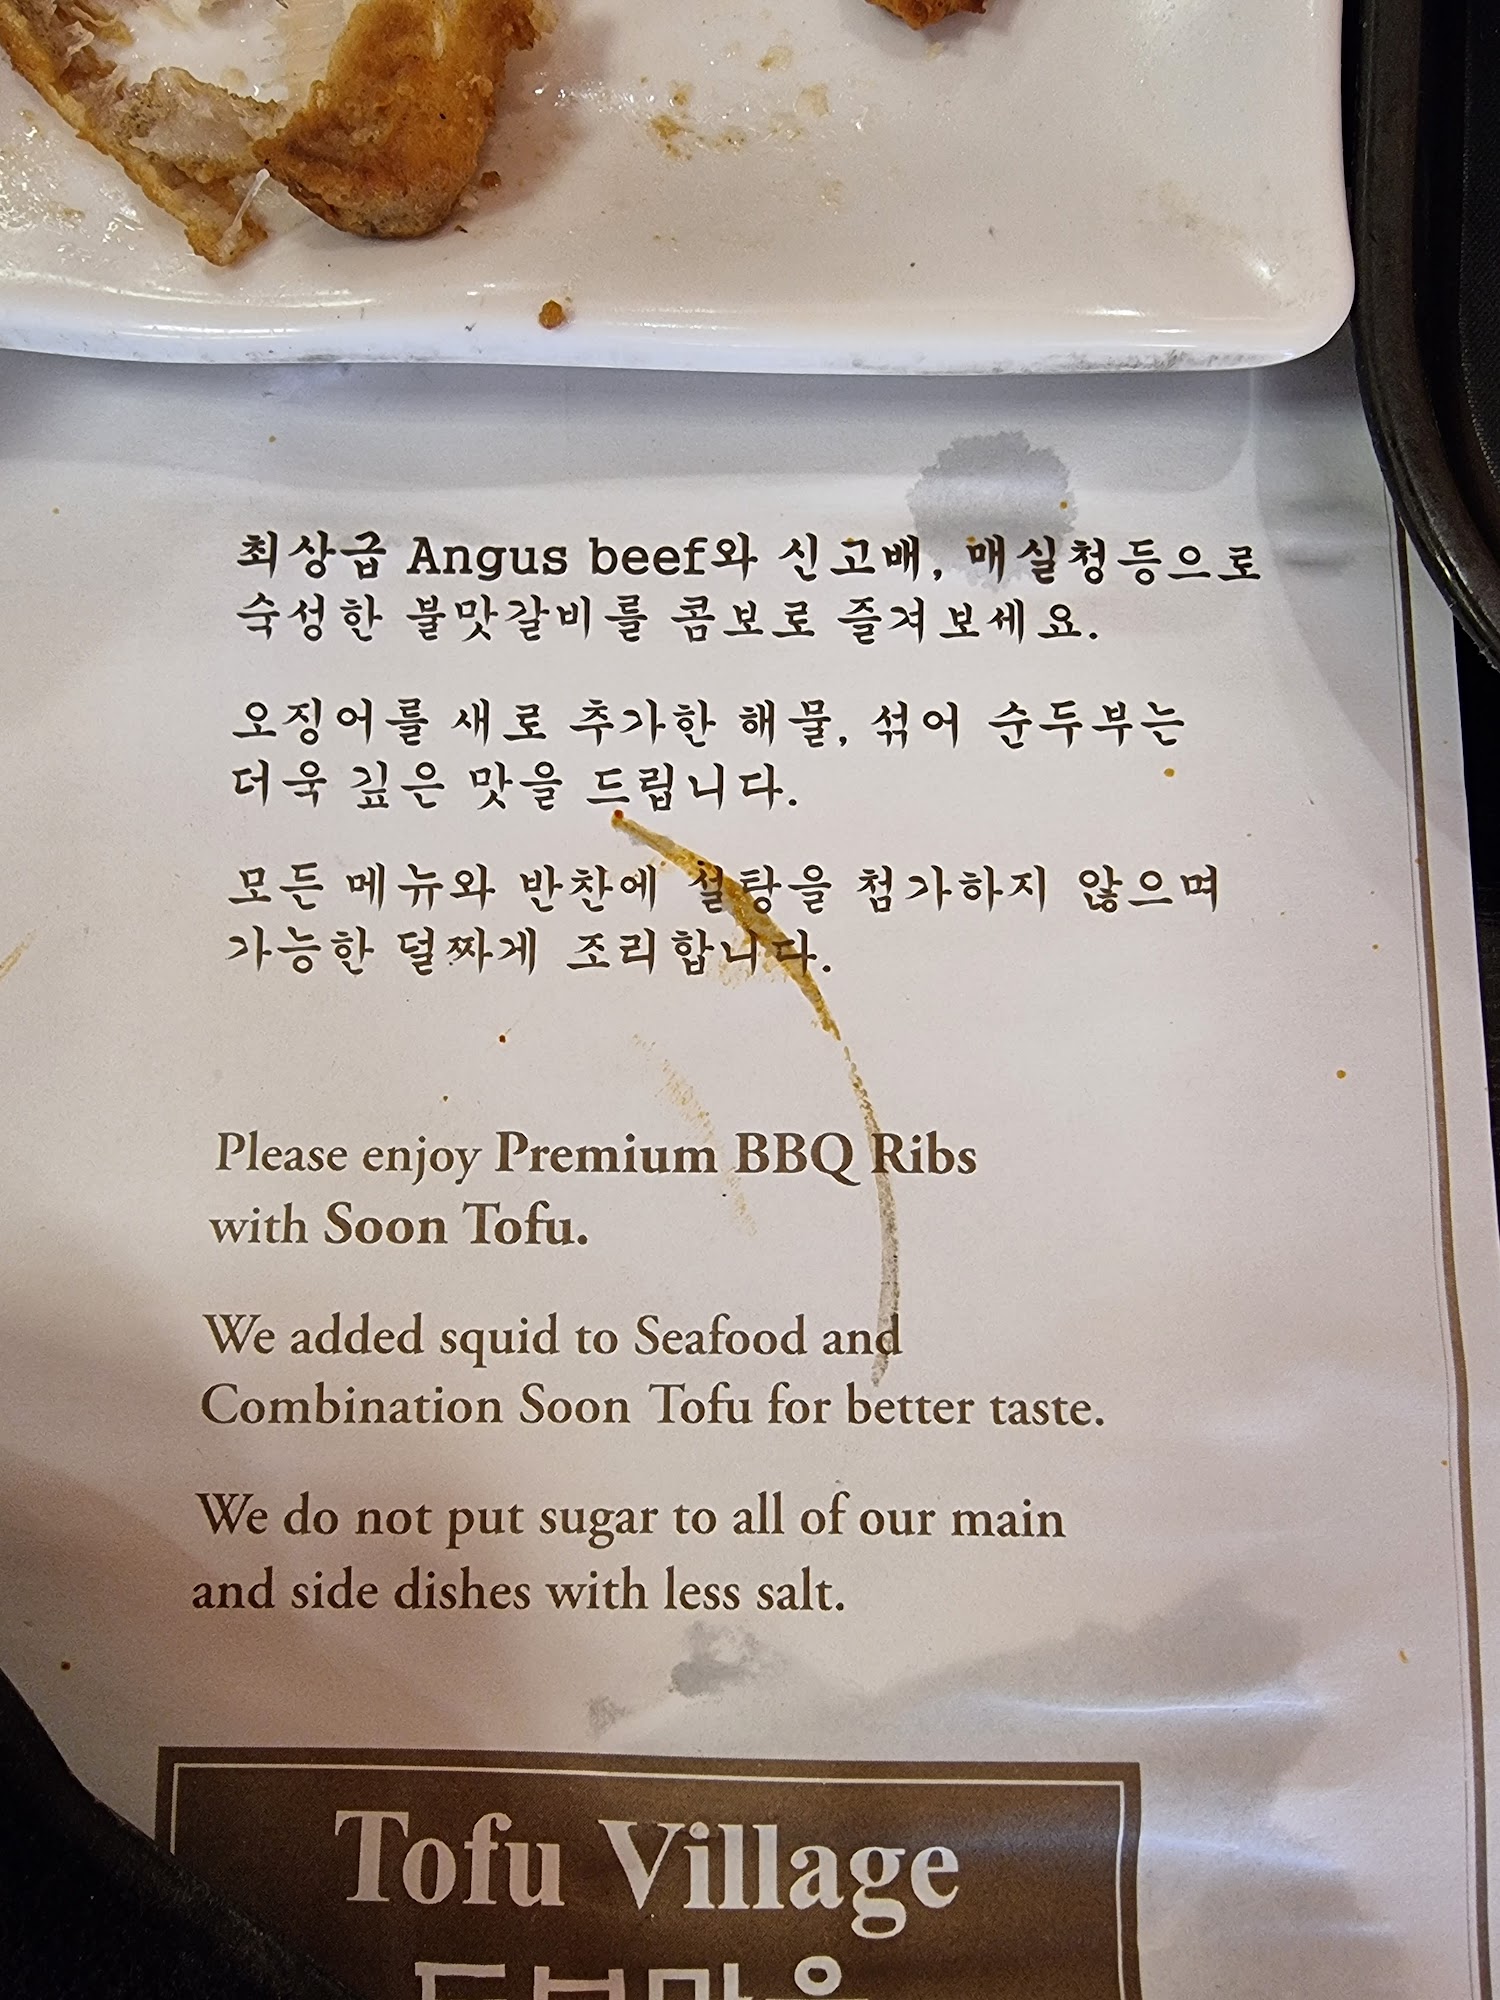 최상급 Angus beef와 신고배, 매실청등으로
숙성한 불맛갈비를 콤보로 즐겨보세요.
오징어를 새로 추가한 해물, 섞어 순두부는
더욱 깊은 맛을 드립니다.
모든 메뉴와 반찬에 설탕을 첨가하지 않으며
가능한 덜짜게 조리합니다.
Please enjoy Premium BBQ Ribs
with Soon Tofu.
We added squid to Seafood and
Combination Soon Tofu for better taste.
We do not put sugar to all of our main
and side dishes with less salt.
Tofu Village